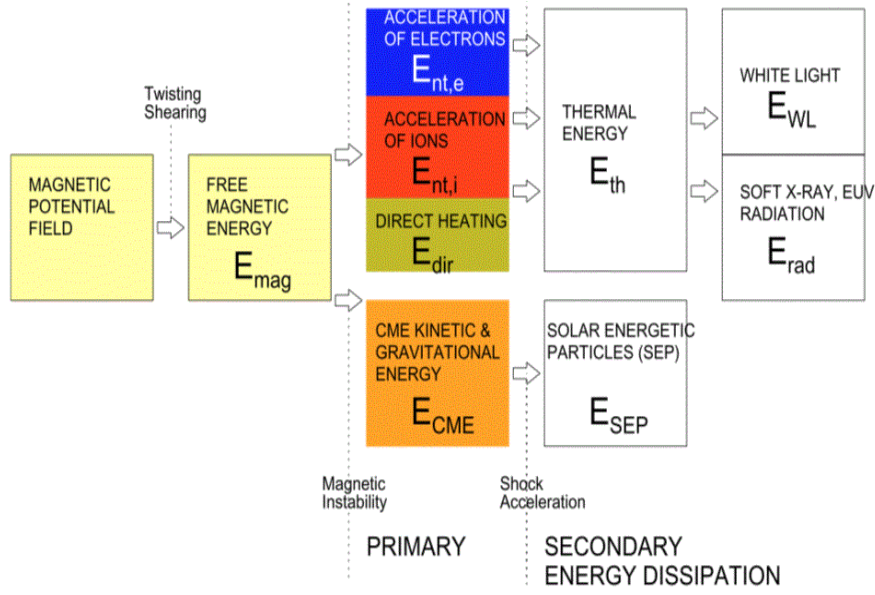 Twisting
Shearing
MAGNETIC
POTENTIAL
FIELD
FREE
MAGNETIC
ENERGY
Emag
ACCELERATION
OF ELECTRONS
Ent,e
ACCELERATION
OF IONS
Ent,i
DIRECT HEATING
Edir
CME KINETIC &
GRAVITATIONAL
ENERGY
ECME
THERMAL
ENERGY
Eth
SOLAR ENERGETIC
PARTICLES (SEP)
ESEP
WHITE LIGHT
EWL
SOFT X-RAY, EUV
RADIATION
Erad
Magnetic
Instability
Shock
Acceleration
PRIMARY
SECONDARY
ENERGY DISSIPATION